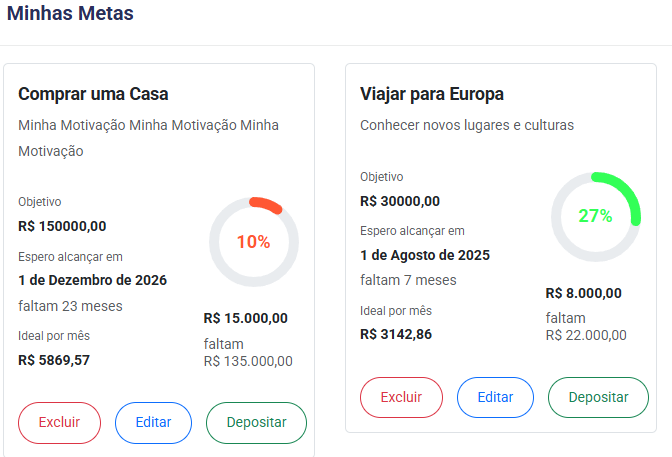 Minhas Metas
Comprar uma Casa
Minha Motivação Minha Motivação Minha
Motivação
Objetivo
R$ 150000,00
Espero alcançar em
1 de Dezembro de 2026
faltam 23 meses
Ideal por mês
R$ 5869,57
10%
R$ 15.000,00
faltam
R$ 135.000,00
Excluir
Editar
Depositar
Viajar para Europa
Conhecer novos lugares e culturas
Objetivo
R$ 30000,00
Espero alcançar em
1 de Agosto de 2025
faltam 7 meses
Ideal por mês
R$ 3142,86
27%
R$ 8.000,00
faltam
R$ 22.000,00
Excluir
Editar
Depositar